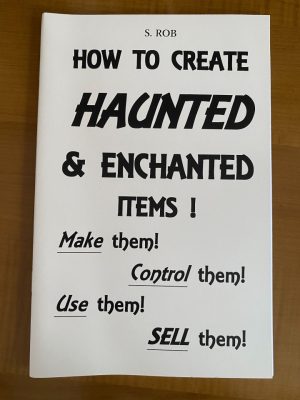 S. ROB
HOW TO CREATE
HAUNTED
& ENCHANTED
ITEMS !
Make them!
Control them!
Use them!
SELL them!